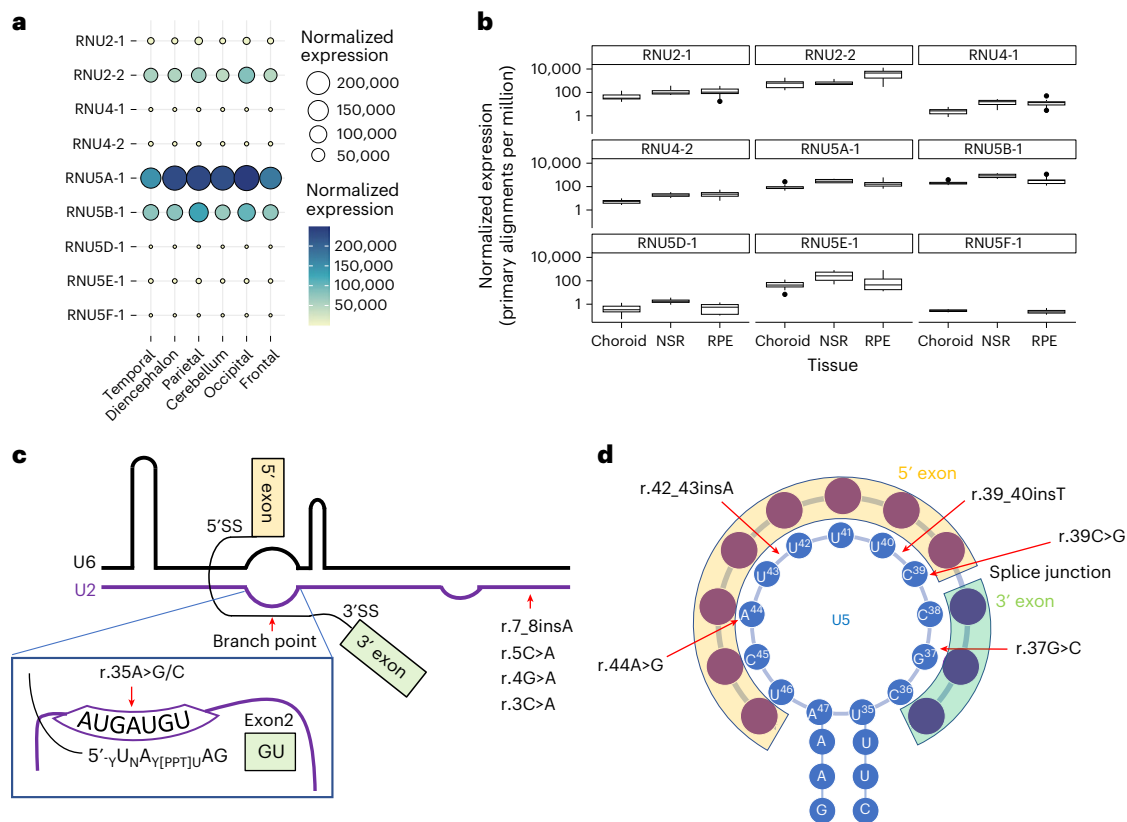 a
RNU2-1
RNU2-2
RNU4-1
RNU4-2
RNU5A-1
RNU5B-1
RNU5D-1
RNU5E-1
RNU5F-1
Temporal
Diencephalon
Parietal
Cerebellum
Occipital
Frontal
Normalized
expression
200,000
150,000
100,000
50,000
Normalized
expression
200,000
150,000
100,000
50,000
b
Normalized expression
(primary alignments per million)
RNU2-1
RNU2-2
RNU4-1
10,000
100
1
RNU4-2
RNU5A-1
RNU5B-1
10,000
100
1
RNU5D-1
RNU5E-1
RNU5F-1
10,000
100
1
Choroid NSR RPE
Choroid NSR RPE
Choroid NSR RPE
Tissue
c
5′ exon
5′SS
U6
U2
3′SS
Branch point
3′ exon
r.7_8insA
r.5C>A
r.4G>A
r.3C>A
r.35A>G/C
AUGAUGU
Exon2
5′-YUNAY[PPT]UAG
GU
d
5′ exon
r.42_43insA
r.39_40insT
r.39C>G
Splice junction
3′ exon
r.37G>C
r.44A>G
U5
U35
C36
G37
C38
C39
U40
U41
U42
U43
A44
C45
U46
A47
A
A
G
U
U
C